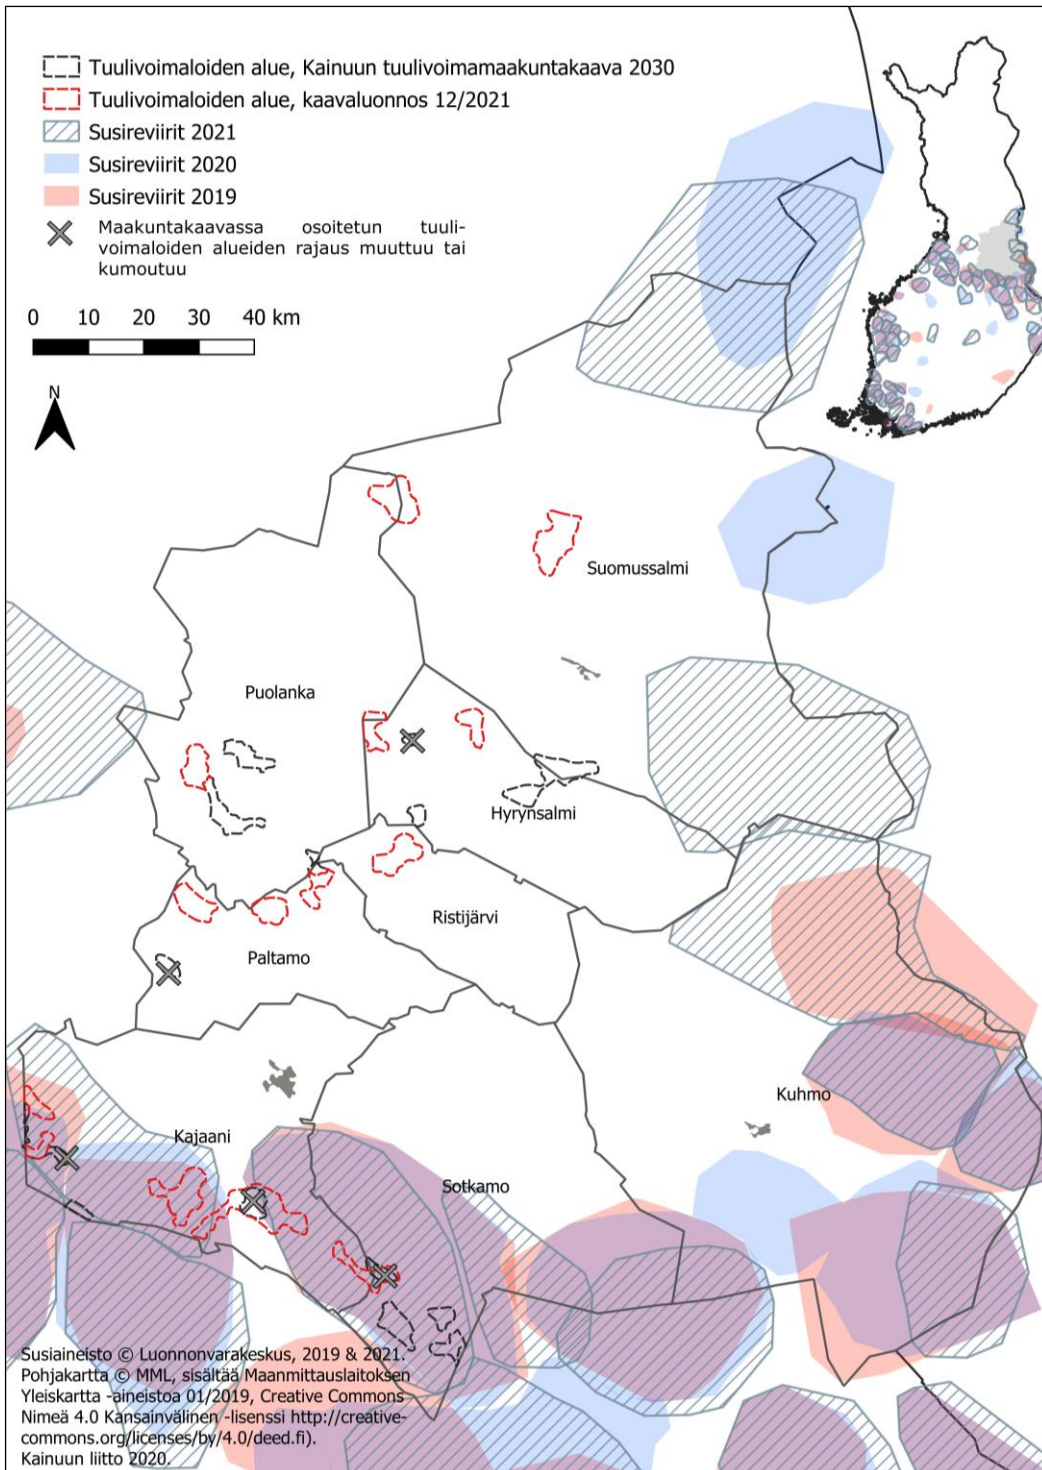 Tuulivoimaloiden alue, Kainuun tuulivoimamaakuntakaava 2030
Tuulivoimaloiden alue, kaavaluonnos 12/2021
Susireviirit 2021
Susireviirit 2020
Susireviirit 2019
Maakuntakaavassa osoitetun tuuli-
voimaloiden alueiden rajaus muuttuu tai
kumoutuu
0 10 20 30 40 km
N
Suomussalmi
Puolanka
Hyrynsalmi
Ristijärvi
Paltamo
Kuhmo
Kajaani
Sotkamo
Susiaineisto © Luonnonvarakeskus, 2019 & 2021.
Pohjakartta © MML, sisältää Maanmittauslaitoksen
Yleiskartta -aineistoa 01/2019, Creative Commons
Nimeä 4.0 Kansainvälinen -lisenssi http://creative-
commons.org/licenses/by/4.0/deed.fi).
Kainuun liitto 2020.